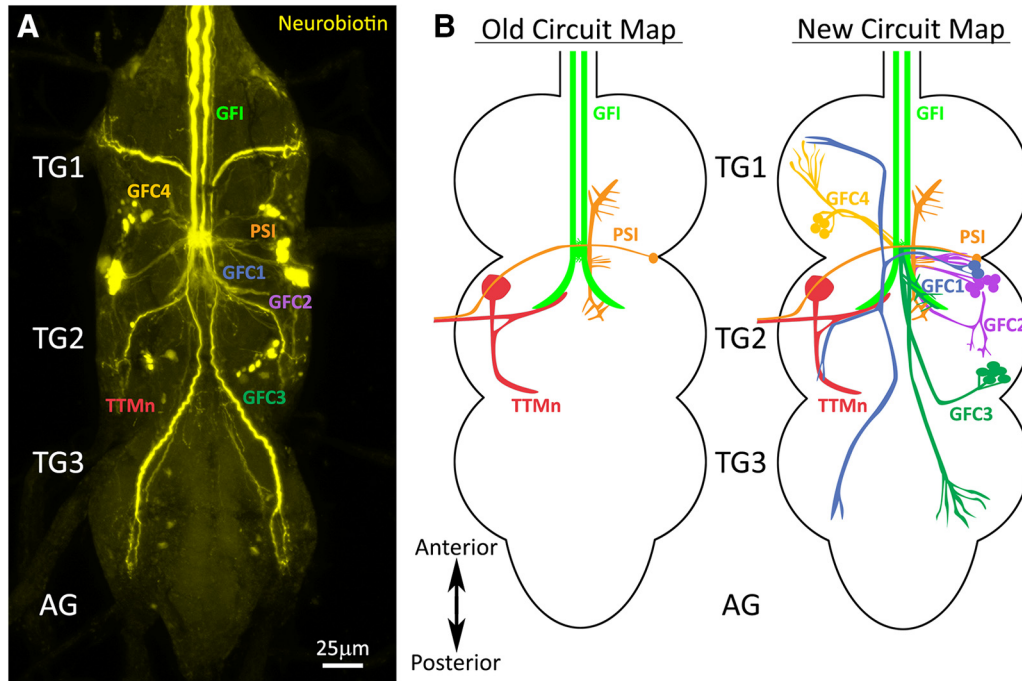 A
Neurobiotin
GFI
TG1
GFC4
PSI
GFC1
GFC2
TG2
TTMn
GFC3
TG3
AG
25μm
B
Old Circuit Map
GFI
PSI
TTMn
Anterior
Posterior
New Circuit Map
GFI
TG1
GFC4
PSI
GFC1
GFC2
TG2
TTMn
GFC3
TG3
AG